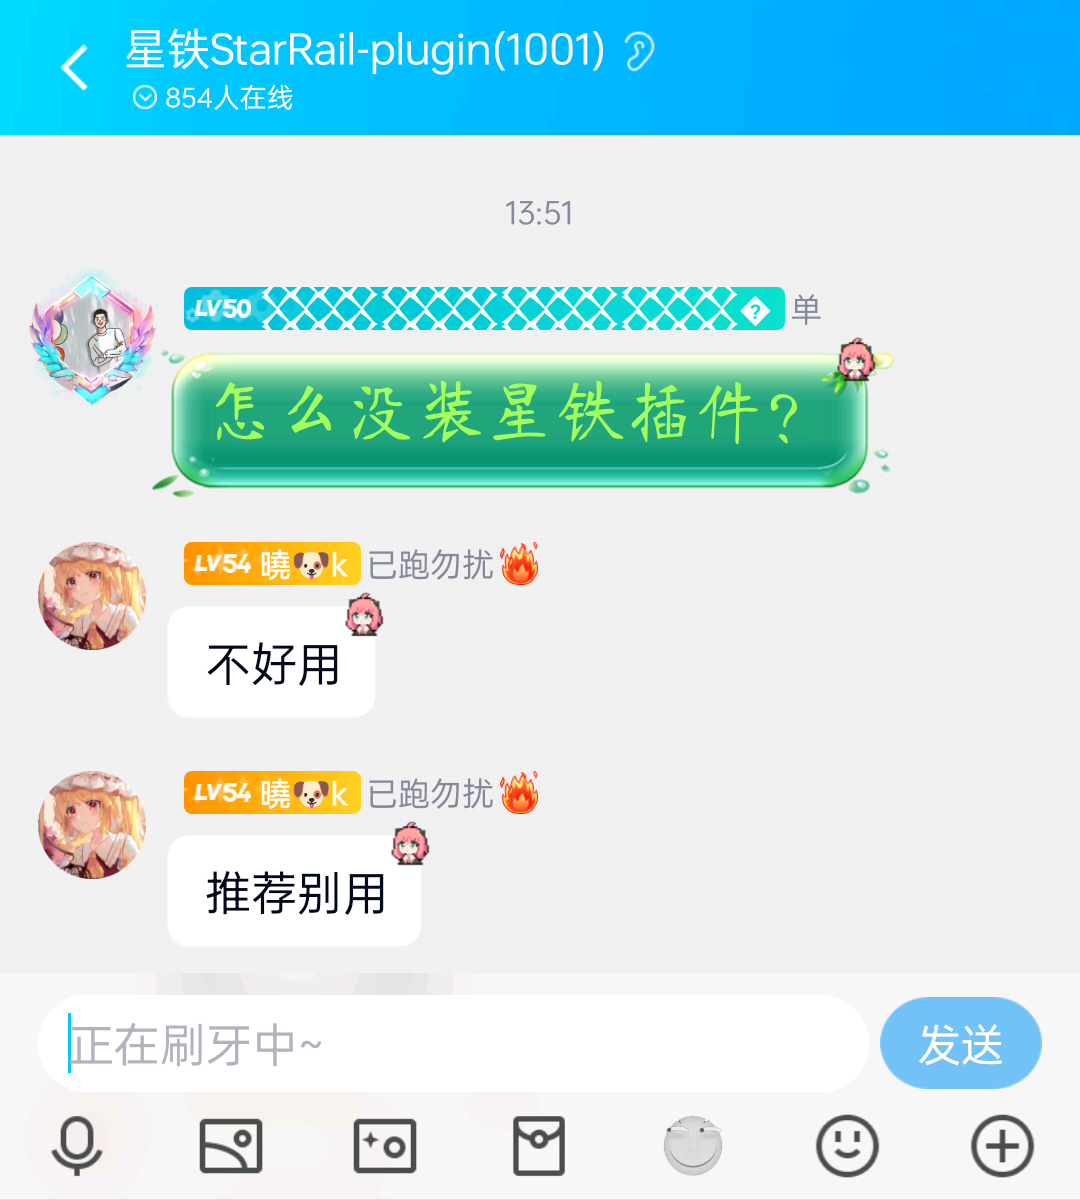 星铁StarRail-plugin(1001)
854人在线
13:51
LV50 ? 单
怎么没装星铁插件?
LV54 曉🐶k 已跑勿扰🔥
不好用
LV54 曉🐶k 已跑勿扰🔥
推荐别用
正在刷牙中~ 发送